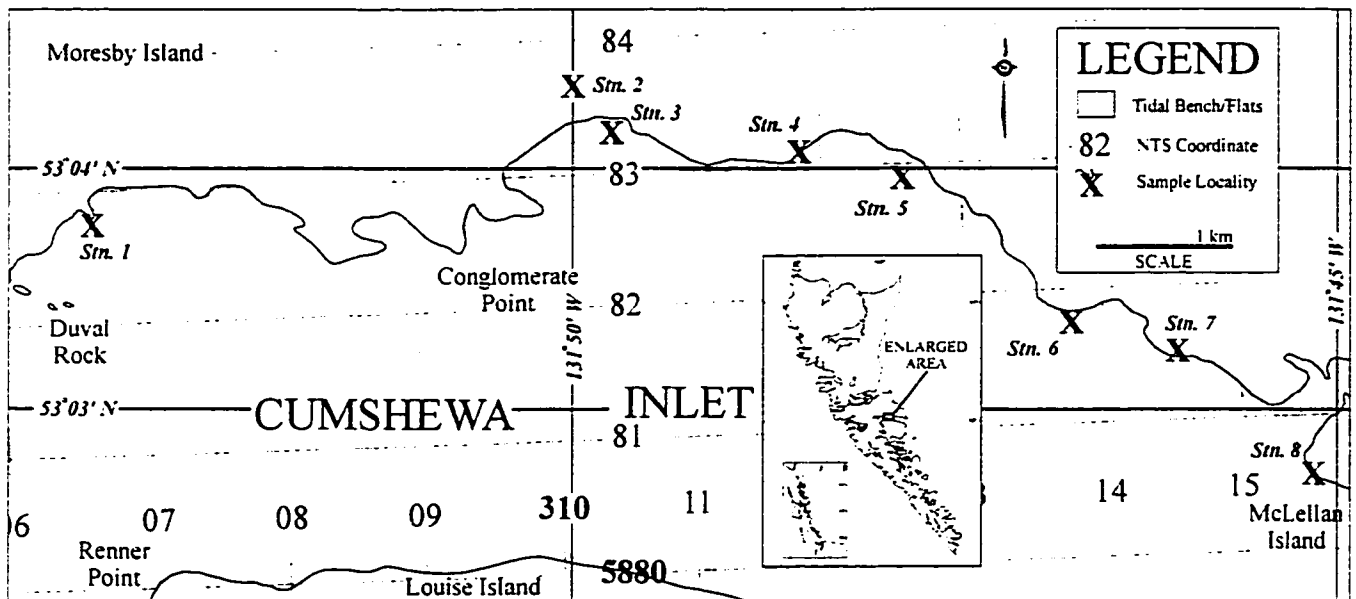 Moresby Island
84
LEGEND
Tidal Bench/Flats
82 NTS Coordinate
X Sample Locality
1 km
SCALE
X Stn. 2
X Stn. 3
Stn. 4 X
53°04' N
83
X Stn. 5
X Stn. 1
Conglomerate
Point
82
131°50' W
131°45' W
Duval
Rock
ENLARGED
AREA
Stn. 6 X
Stn. 7 X
53°03' N
CUMSHEWA INLET
81
Stn. 8 X
06 07 08 09 310 11 14 15
McLellan
Island
Renner
Point
Louise Island
5880